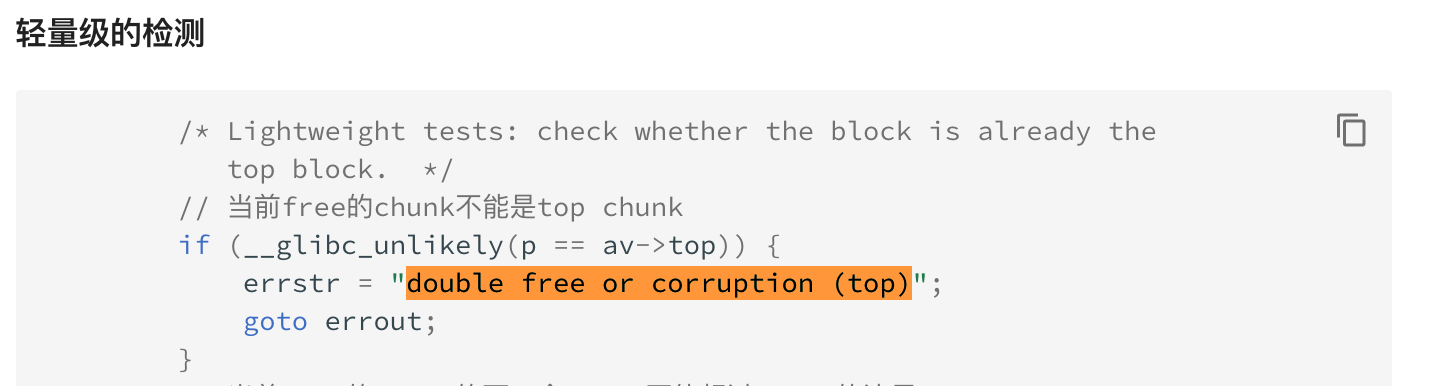 轻量级的检测
/* Lightweight tests: check whether the block is already the
top block.  */
// 当前free的chunk不能是top chunk
if (__glibc_unlikely(p == av->top)) {
errstr = "double free or corruption (top)";
goto errout;
}